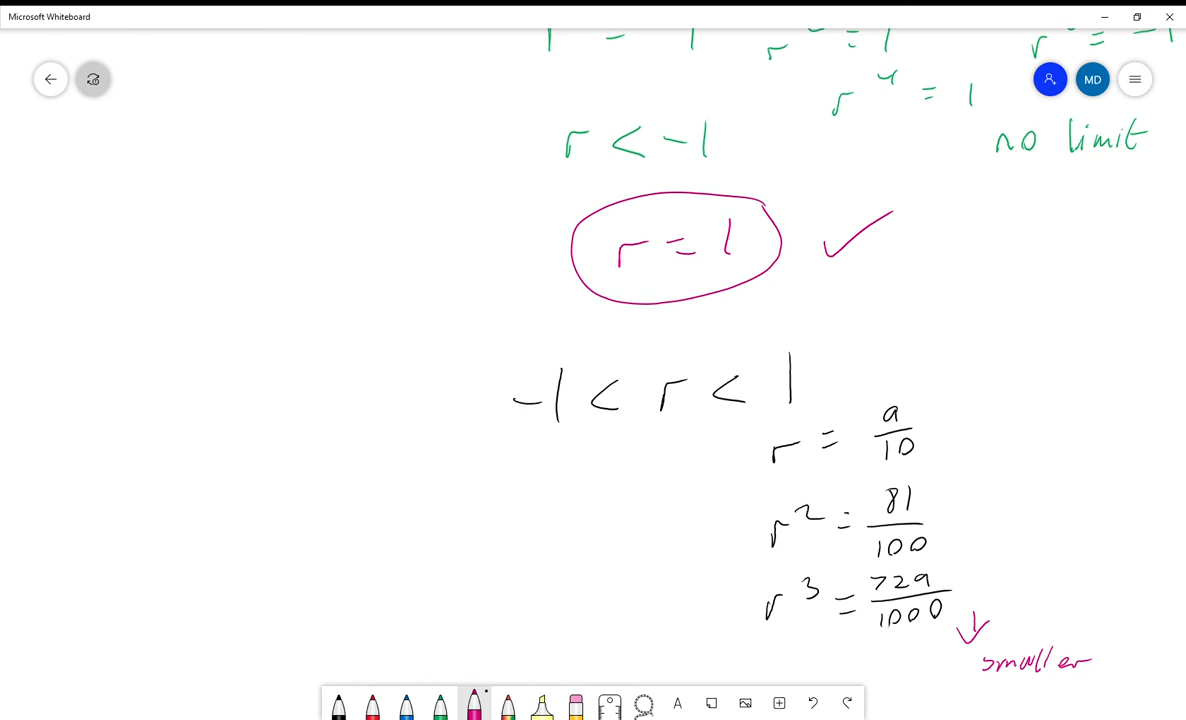 Microsoft Whiteboard
r⁴ = 1
MD
r < -1
no limit
r = 1 ✓
-1 < r < 1
r = 9/10
r² = 81/100
r³ = 729/1000
↓
smaller
A